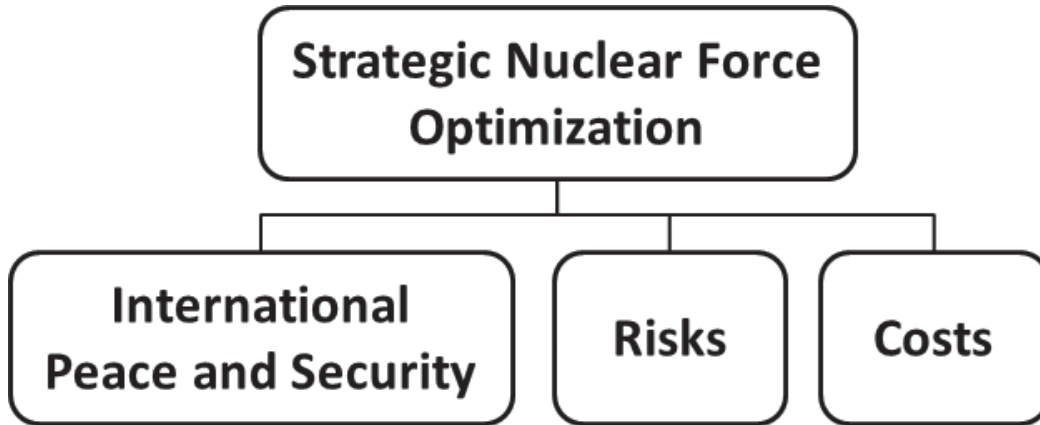 Strategic Nuclear Force
Optimization
International
Peace and Security
Risks
Costs